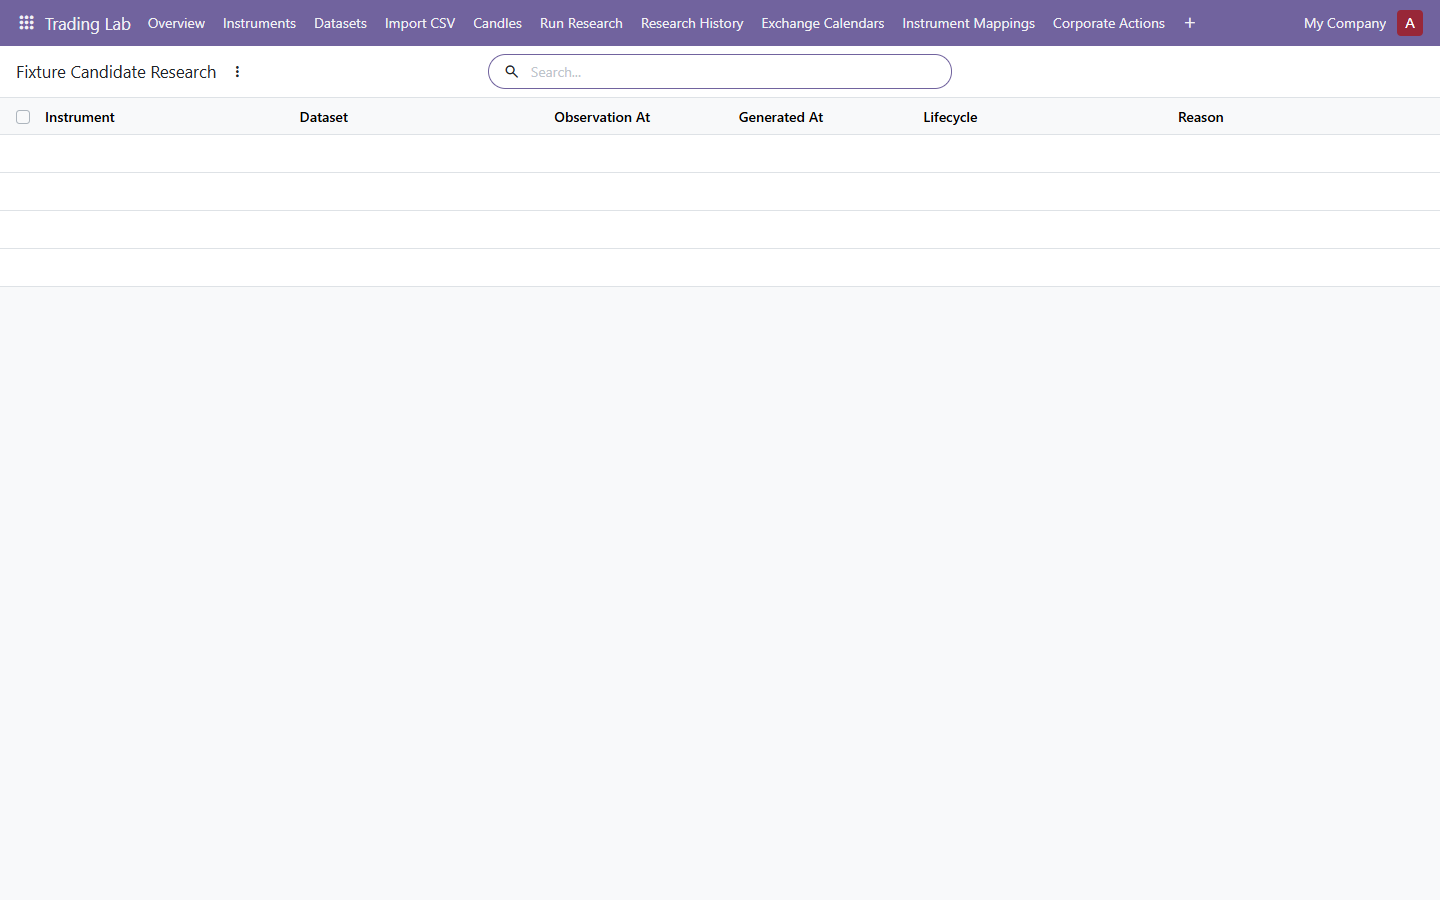 Trading Lab Overview Instruments Datasets Import CSV Candles Run Research Research History Exchange Calendars Instrument Mappings Corporate Actions + My Company A
Fixture Candidate Research Search...
Instrument Dataset Observation At Generated At Lifecycle Reason